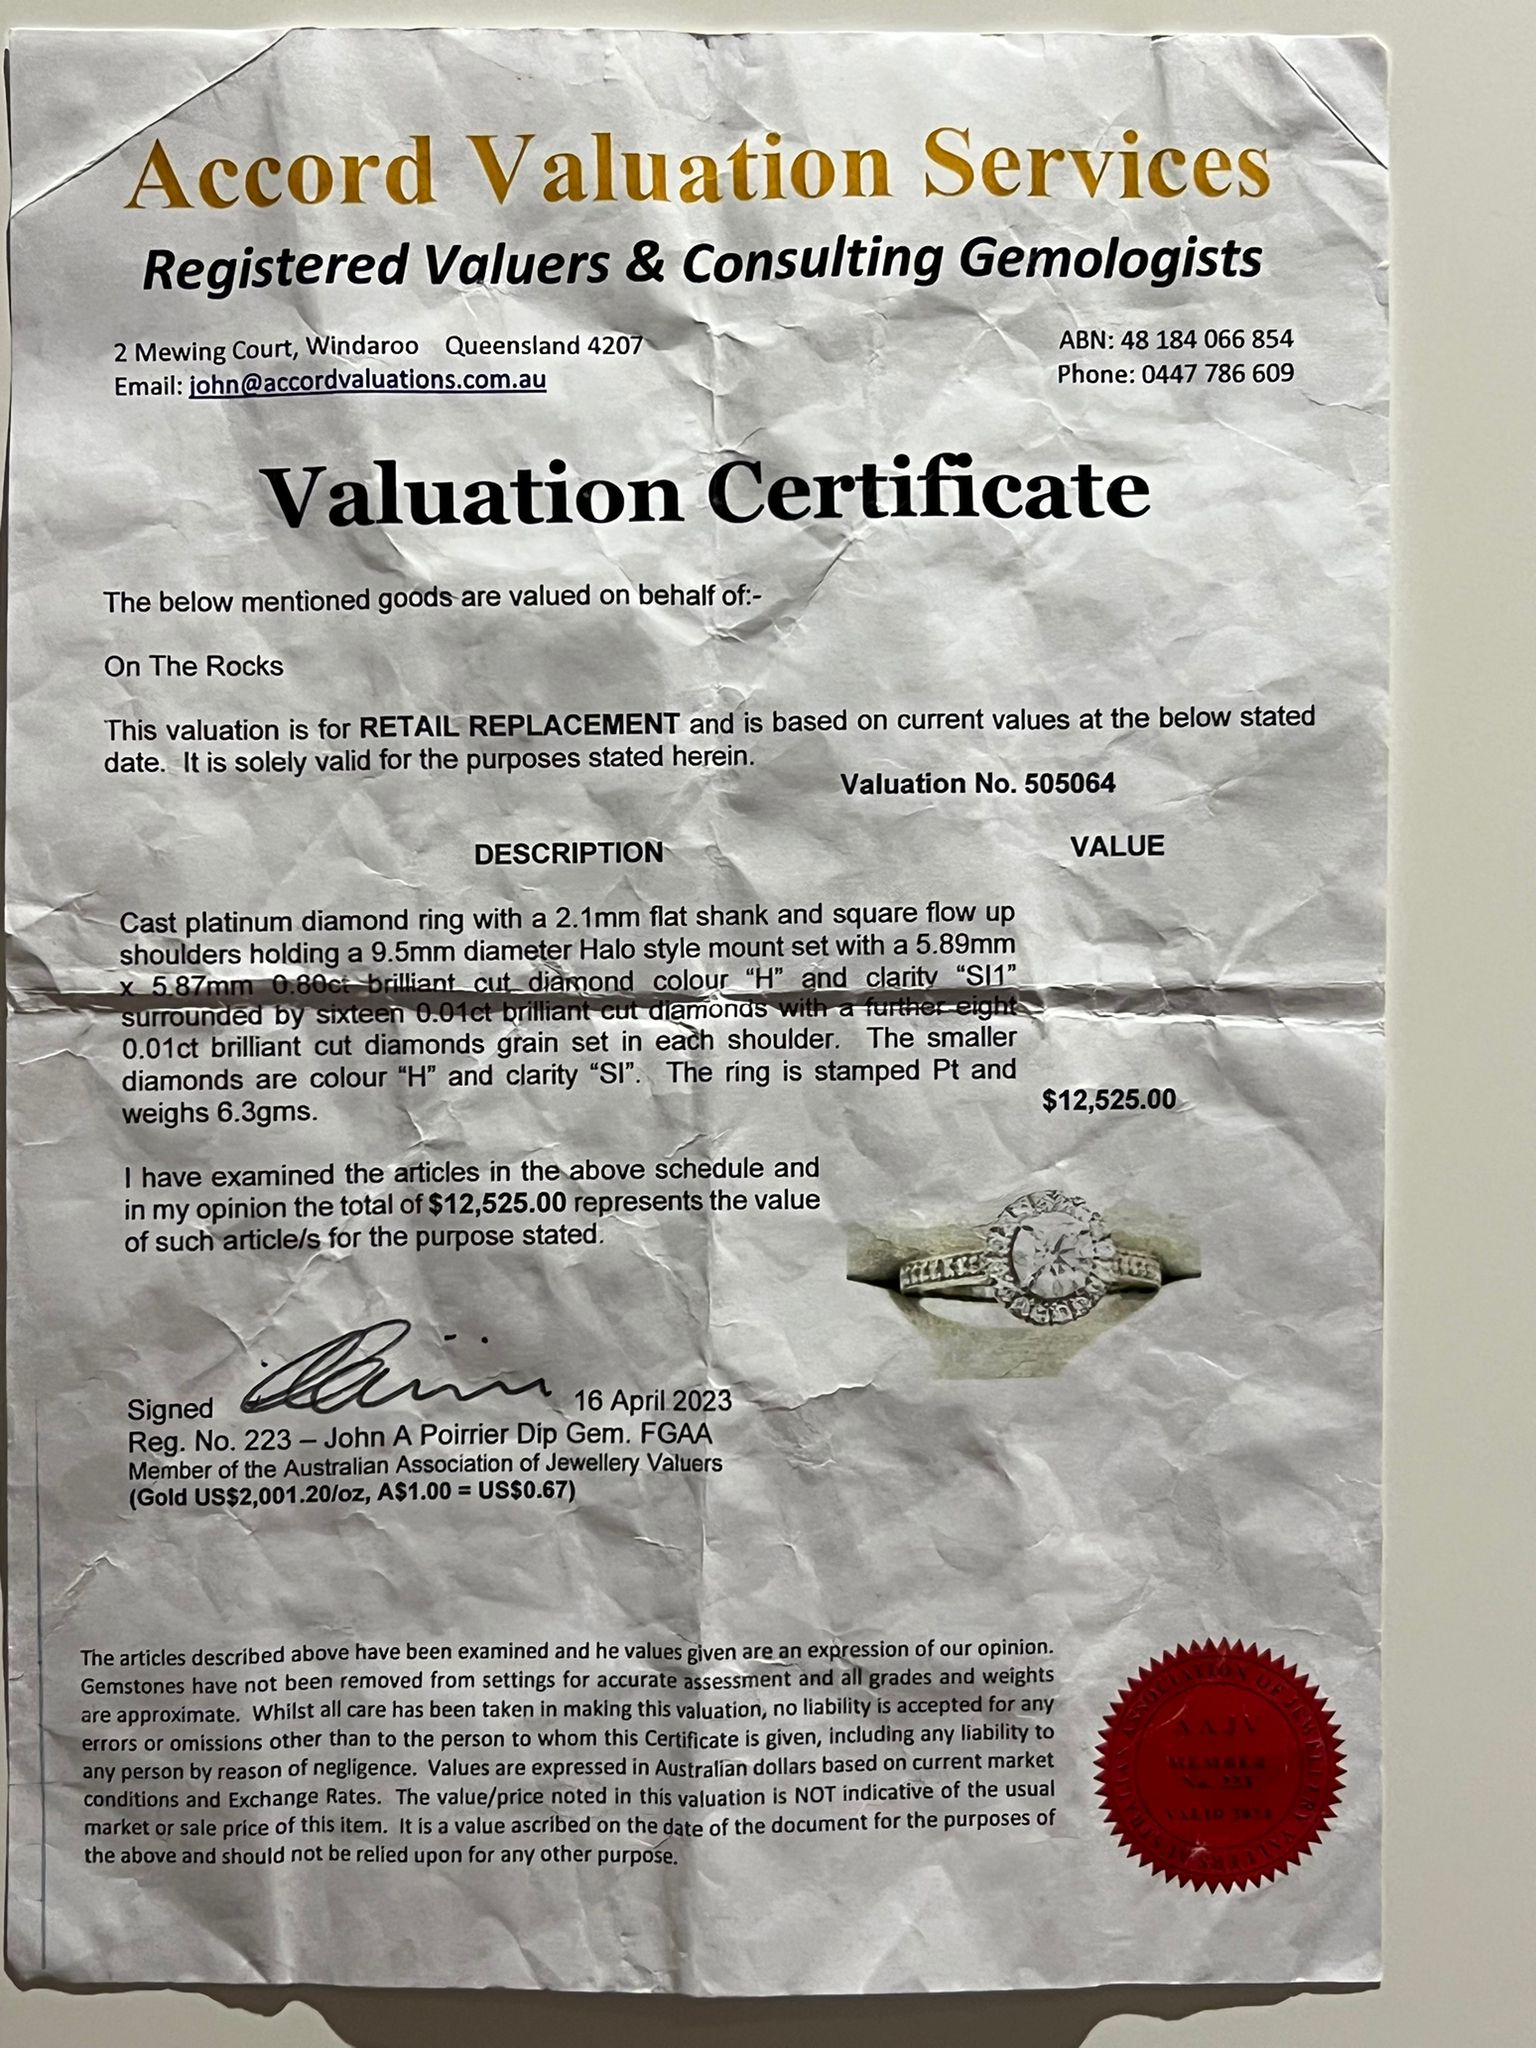 Accord Valuation Services
Registered Valuers & Consulting Gemologists
2 Mewing Court, Windaroo Queensland 4207
ABN: 48 184 066 854
Email: john@accordvaluations.com.au
Phone: 0447 786 609
Valuation Certificate
The below mentioned goods are valued on behalf of:-
On The Rocks
This valuation is for RETAIL REPLACEMENT and is based on current values at the below stated
date. It is solely valid for the purposes stated herein.
Valuation No. 505064
DESCRIPTION
VALUE
Cast platinum diamond ring with a 2.1mm flat shank and square flow up
shoulders holding a 9.5mm diameter Halo style mount set with a 5.89mm
x 5.87mm 0.80ct brilliant cut diamond colour “H” and clarity “SI1”
surrounded by sixteen 0.01ct brilliant cut diamonds with a further eight
0.01ct brilliant cut diamonds grain set in each shoulder. The smaller
diamonds are colour “H” and clarity “SI”. The ring is stamped Pt and
weighs 6.3gms.
$12,525.00
I have examined the articles in the above schedule and
in my opinion the total of $12,525.00 represents the value
of such article/s for the purpose stated.
Signed
16 April 2023
Reg. No. 223 – John A Poirrier Dip Gem. FGAA
Member of the Australian Association of Jewellery Valuers
(Gold US$2,001.20/oz, A$1.00 = US$0.67)
The articles described above have been examined and he values given are an expression of our opinion.
Gemstones have not been removed from settings for accurate assessment and all grades and weights
are approximate. Whilst all care has been taken in making this valuation, no liability is accepted for any
errors or omissions other than to the person to whom this Certificate is given, including any liability to
any person by reason of negligence. Values are expressed in Australian dollars based on current market
conditions and Exchange Rates. The value/price noted in this valuation is NOT indicative of the usual
market or sale price of this item. It is a value ascribed on the date of the document for the purposes of
the above and should not be relied upon for any other purpose.
ASSOCIATION OF JEWELLERY VALUERS AUSTRALIAN
AAJV
MEMBER
No. 223